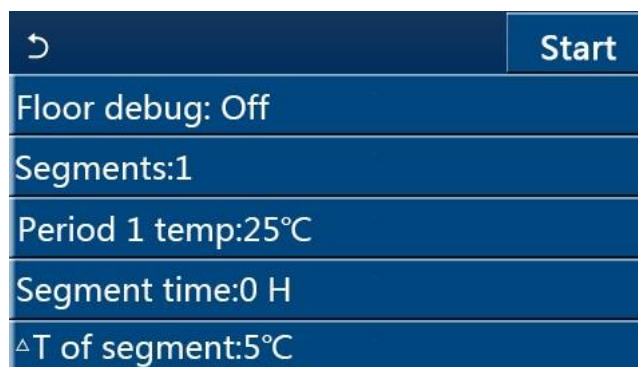 Start
Floor debug: Off
Segments:1
Period 1 temp:25℃
Segment time:0 H
△T of segment:5℃